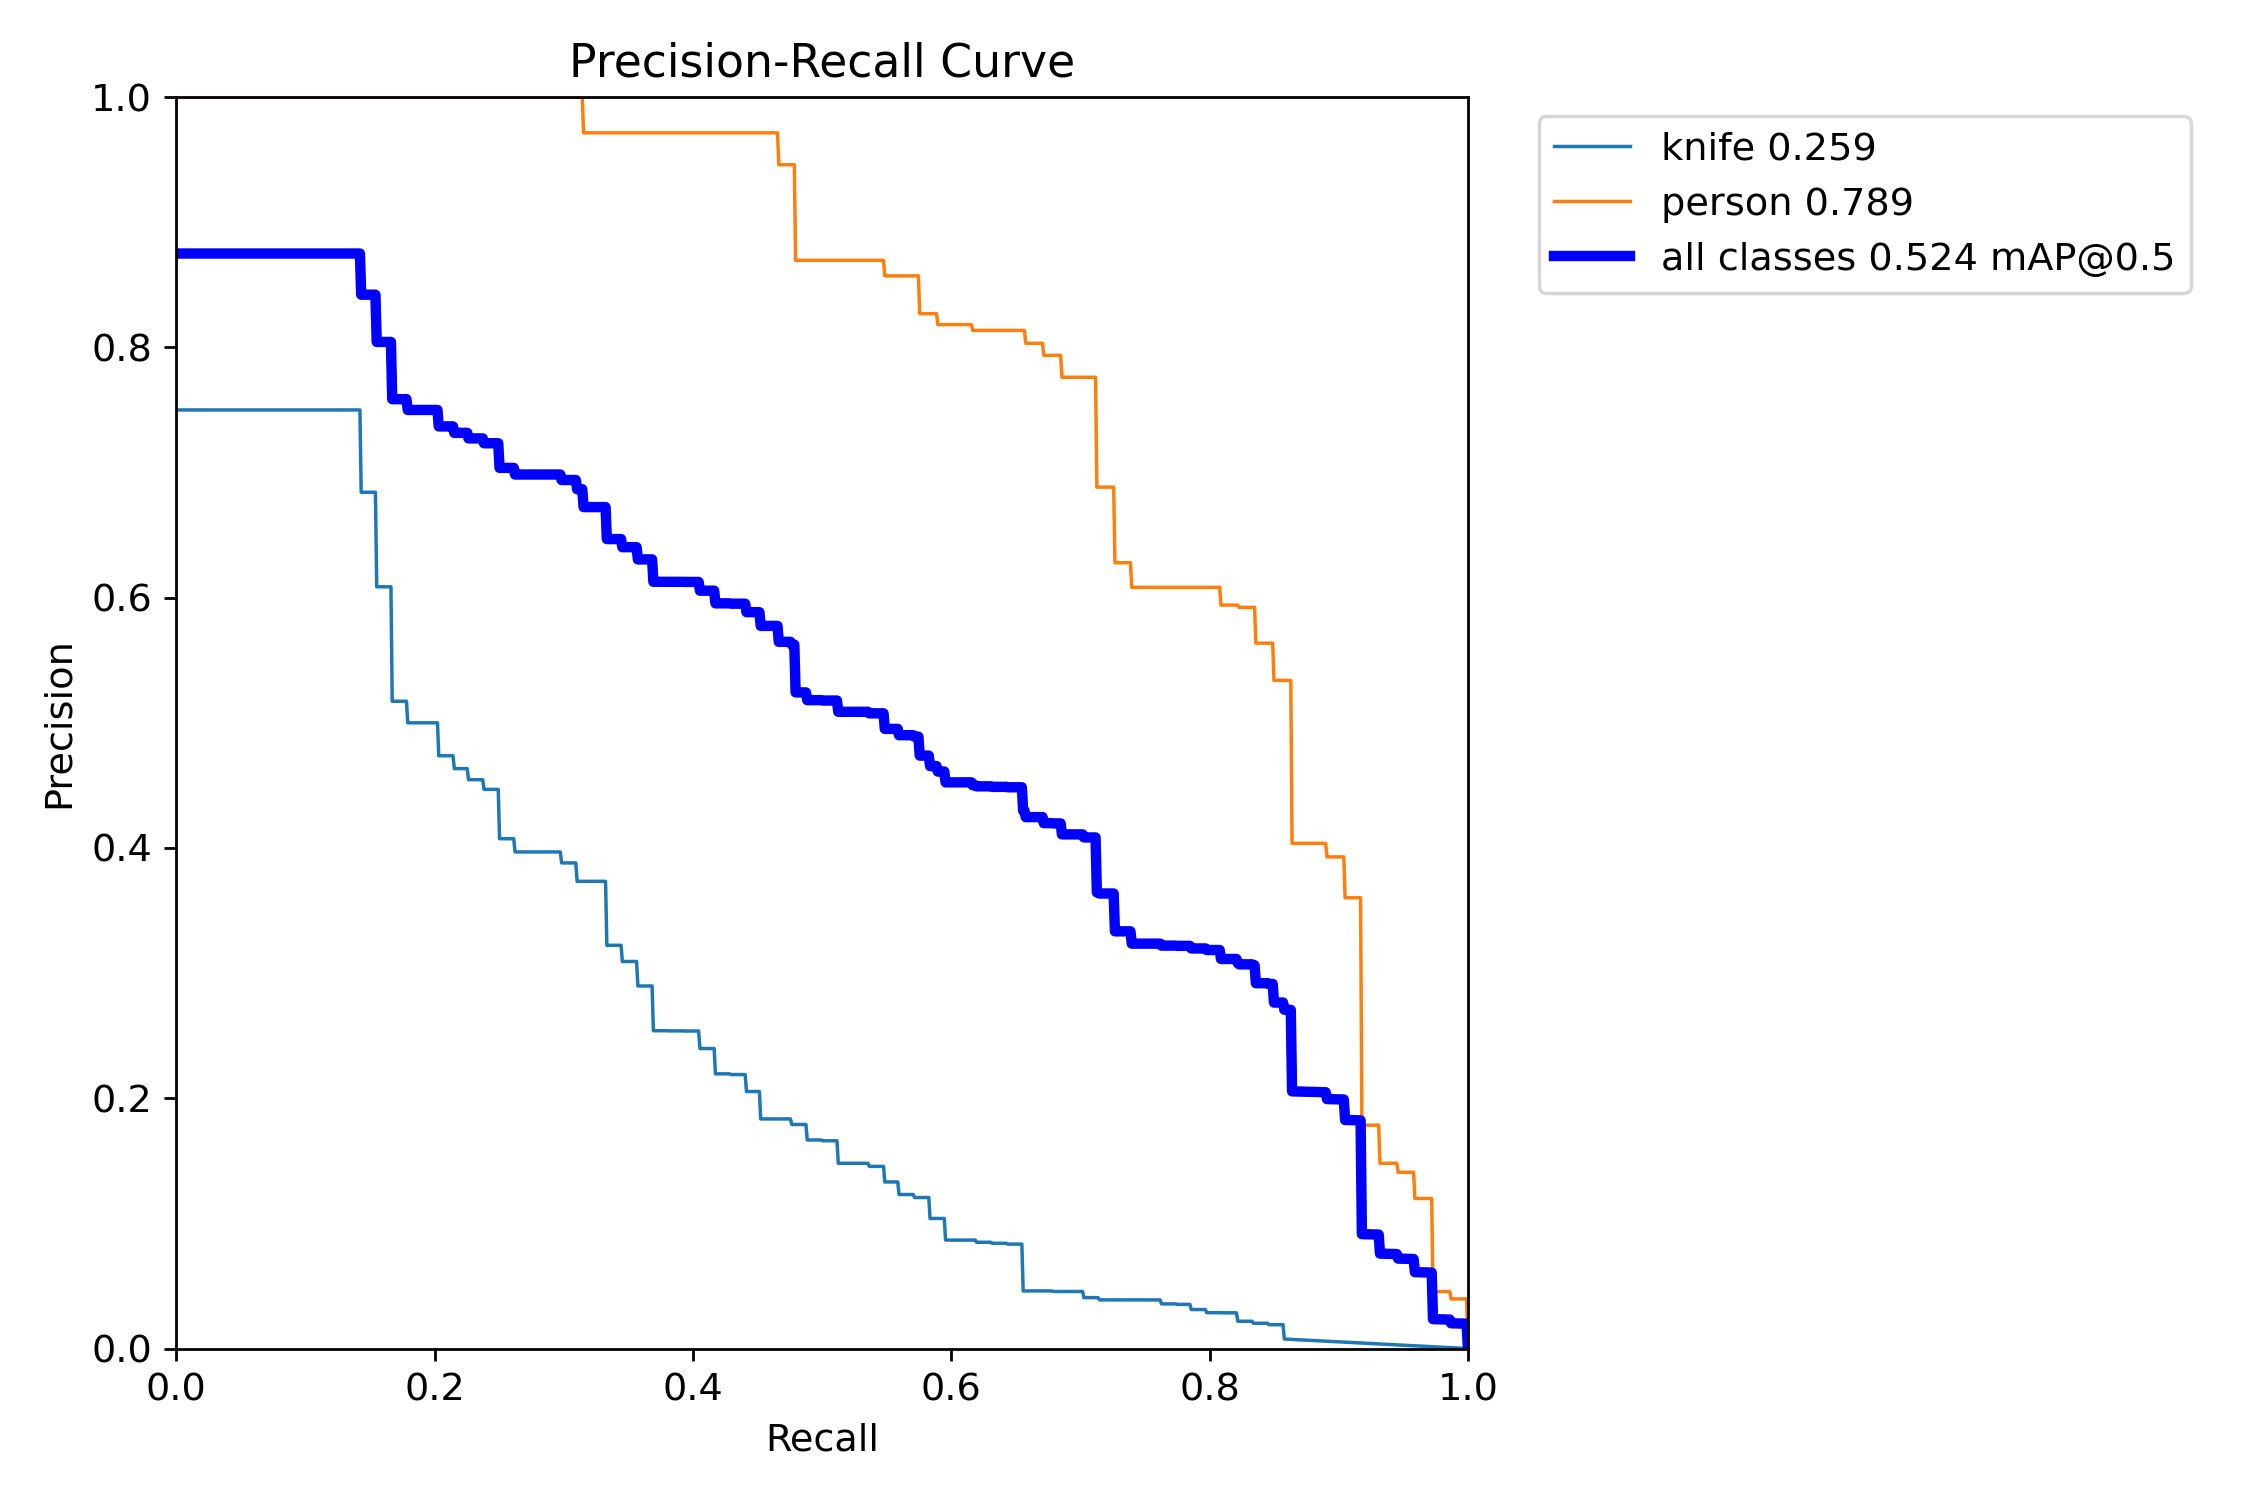 Precision-Recall Curve
1.0
0.8
0.6
0.4
0.2
0.0
Precision
0.0 0.2 0.4 0.6 0.8 1.0
Recall
knife 0.259
person 0.789
all classes 0.524 mAP@0.5